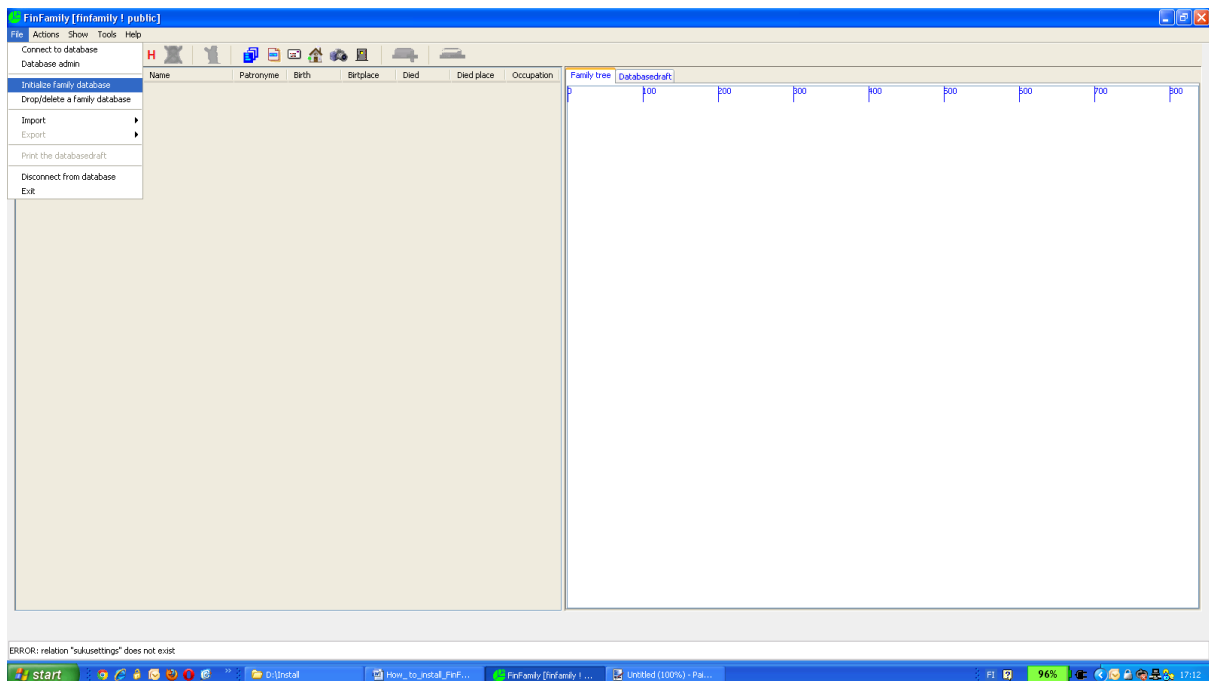 FinFamily [finfamily ! public]
File Actions Show Tools Help
Connect to database
Database admin
Initialize family database
Drop/delete a family database
Import
Export
Print the databasedraft
Disconnect from database
Exit
H
Name Patronyme Birth Birtplace Died Died place Occupation
Family tree Databasedraft
0 100 200 300 400 500 600 700 800
ERROR: relation "sukusettings" does not exist
start D:\Install How_to_install_FinF... FinFamily [finfamily ! ... Untitled (100%) - Pai... FI 96% 17:12